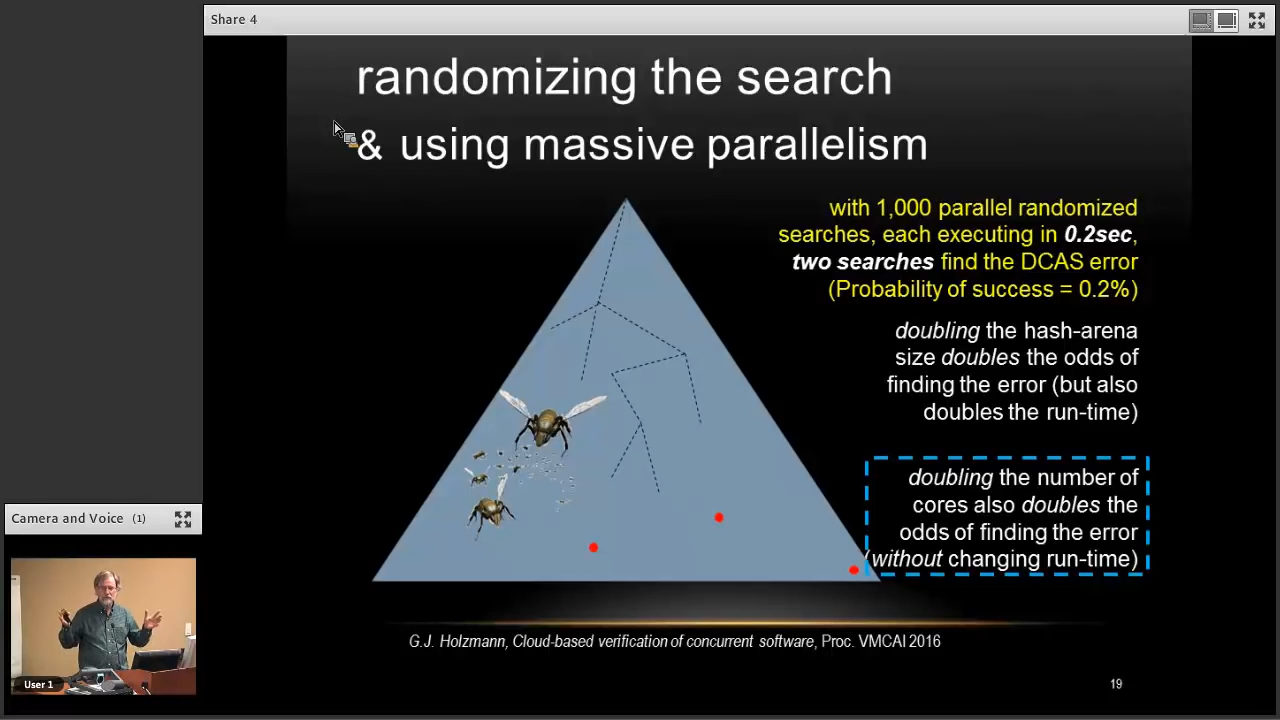 Share 4
randomizing the search
& using massive parallelism
with 1,000 parallel randomized
searches, each executing in 0.2sec,
two searches find the DCAS error
(Probability of success = 0.2%)
doubling the hash-arena
size doubles the odds of
finding the error (but also
doubles the run-time)
doubling the number of
cores also doubles the
odds of finding the error
(without changing run-time)
Camera and Voice (1)
User 1
G.J. Holzmann, Cloud-based verification of concurrent software, Proc. VMCAI 2016
19